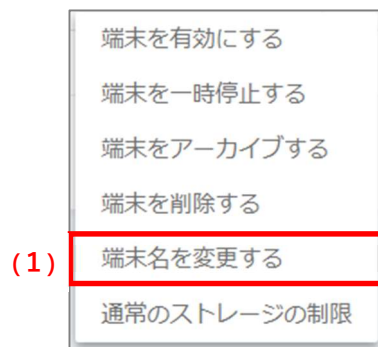 端末を有効にする
端末を一時停止する
端末をアーカイブする
端末を削除する
(1) 端末名を変更する
通常のストレージの制限